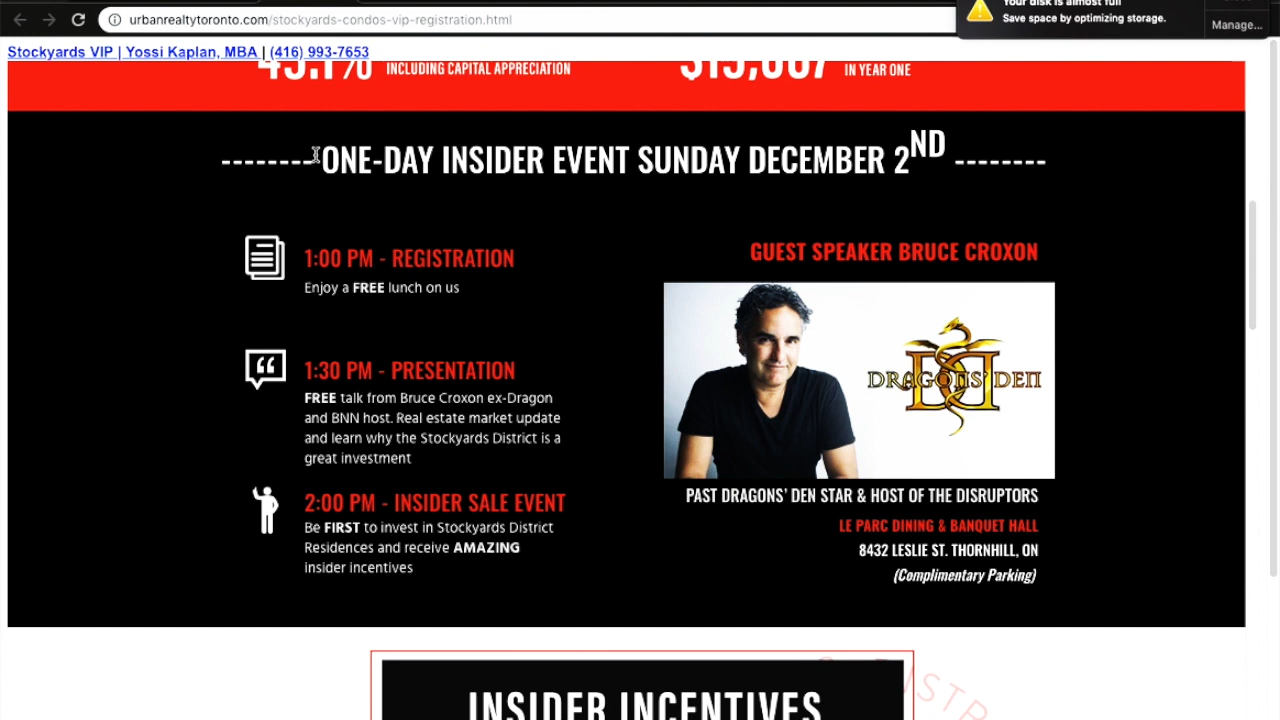 urbanrealtytoronto.com/stockyards-condos-vip-registration.html
Your disk is almost full
Save space by optimizing storage.
Manage...
Stockyards VIP | Yossi Kaplan, MBA | (416) 993-7653
INCLUDING CAPITAL APPRECIATION
IN YEAR ONE
--------ONE-DAY INSIDER EVENT SUNDAY DECEMBER 2ND --------
1:00 PM - REGISTRATION
Enjoy a FREE lunch on us
1:30 PM - PRESENTATION
FREE talk from Bruce Croxon ex-Dragon
and BNN host. Real estate market update
and learn why the Stockyards District is a
great investment
2:00 PM - INSIDER SALE EVENT
Be FIRST to invest in Stockyards District
Residences and receive AMAZING
insider incentives
GUEST SPEAKER BRUCE CROXON
DRAGONS' DEN
DD
PAST DRAGONS' DEN STAR & HOST OF THE DISRUPTORS
LE PARC DINING & BANQUET HALL
8432 LESLIE ST. THORNHILL, ON
(Complimentary Parking)
INSIDER INCENTIVES